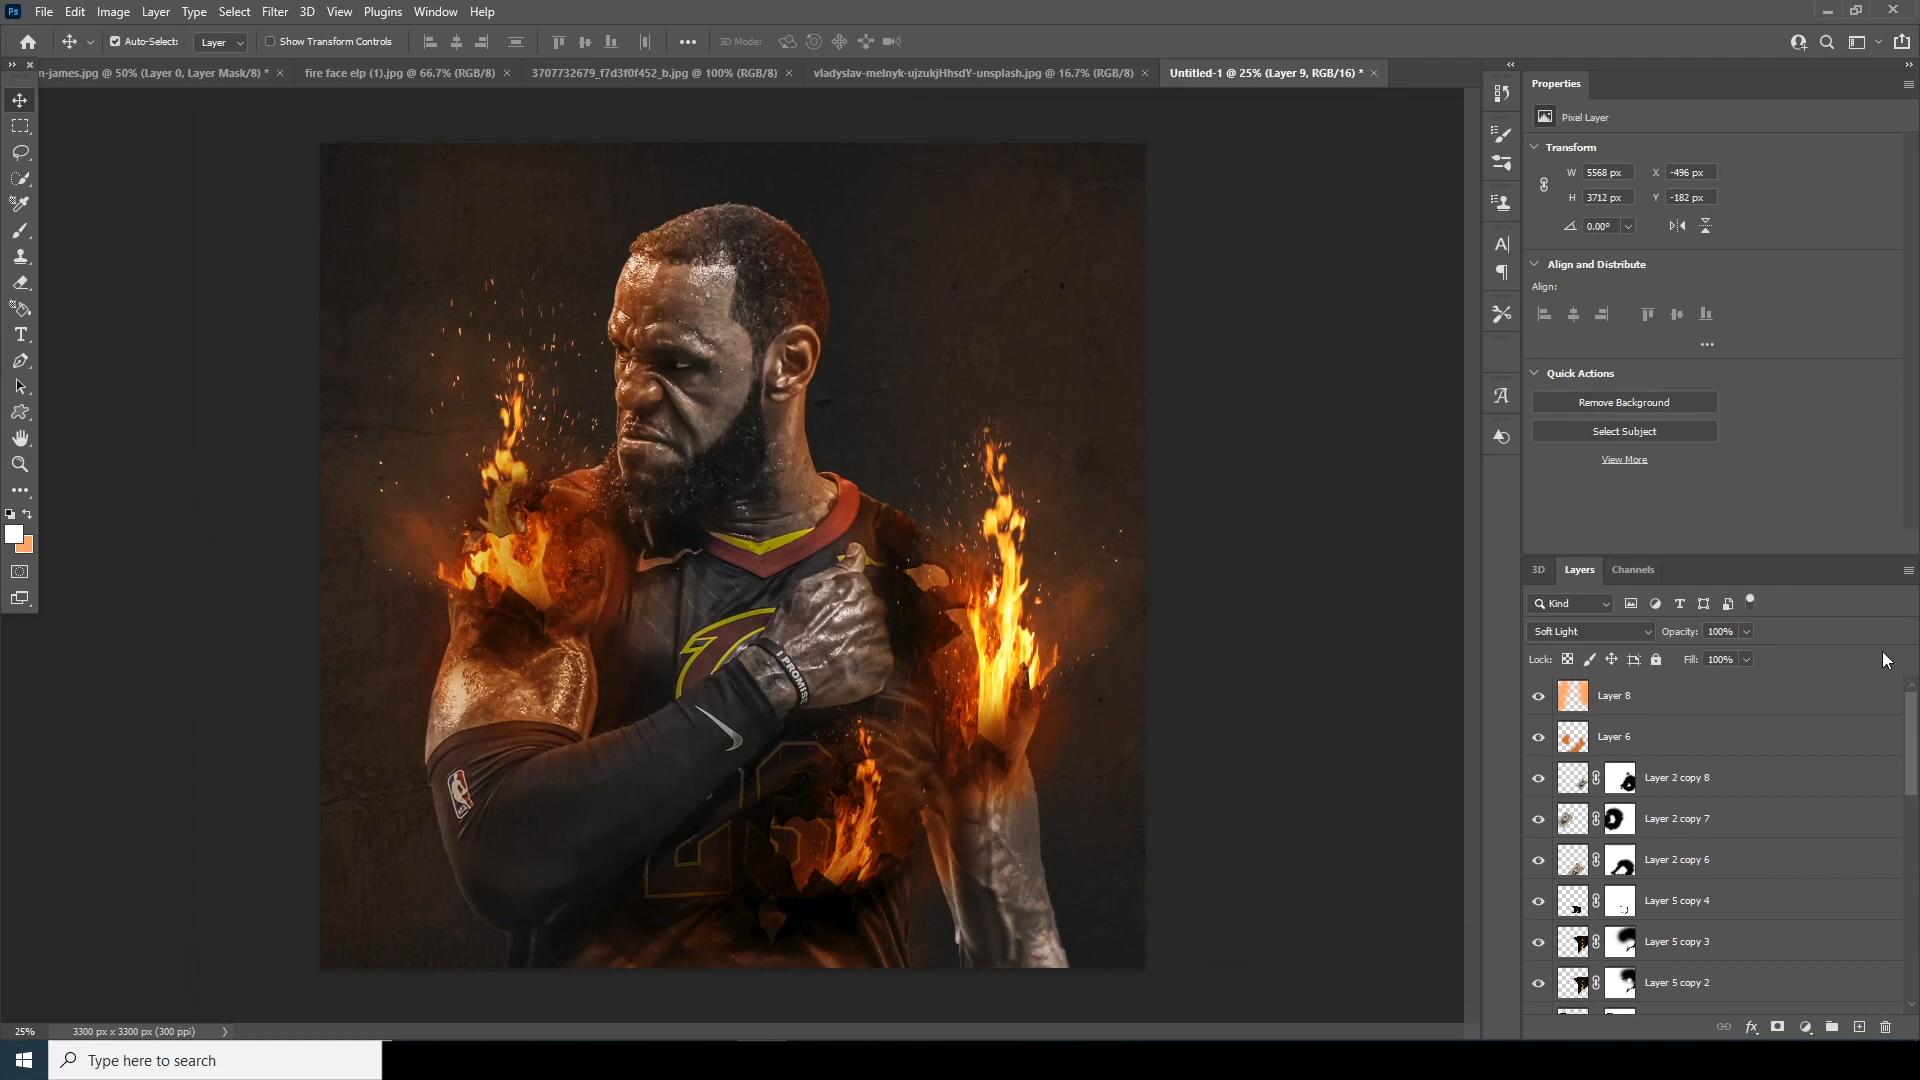 Ps File Edit Image Layer Type Select Filter 3D View Plugins Window Help
Auto-Select: Layer Show Transform Controls 3D Mode:
n-james.jpg @ 50% (Layer 0, Layer Mask/8) * fire face elp (1).jpg @ 66.7% (RGB/8) 3707732679_f7d3f0f452_b.jpg @ 100% (RGB/8) vladyslav-melnyk-ujzukjHhsdY-unsplash.jpg @ 16.7% (RGB/8) Untitled-1 @ 25% (Layer 9, RGB/16) *
Properties
Pixel Layer
Transform
W 5568 px X -496 px
H 3712 px Y -182 px
0.00°
Align and Distribute
Align:
Quick Actions
Remove Background
Select Subject
View More
3D Layers Channels
Kind
Soft Light Opacity: 100%
Lock: Fill: 100%
Layer 8
Layer 6
Layer 2 copy 8
Layer 2 copy 7
Layer 2 copy 6
Layer 5 copy 4
Layer 5 copy 3
Layer 5 copy 2
I PROMISE
NBA
25% 3300 px x 3300 px (300 ppi)
Type here to search